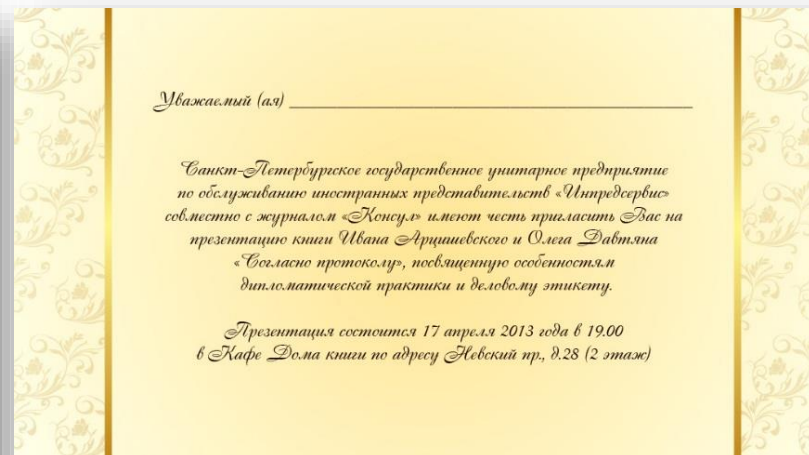 Уважаемый (ая) ______________________________
Санкт-Петербургское государственное унитарное предприятие
по обслуживанию иностранных представительств «Инпредсервис»
совместно с журналом «Консул» имеют честь пригласить Вас на
презентацию книги Ивана Арцишевского и Олега Давтяна
«Согласно протоколу», посвященную особенностям
дипломатической практики и деловому этикету.
Презентация состоится 17 апреля 2013 года в 19.00
в Кафе Дома книги по адресу Невский пр., д.28 (2 этаж)